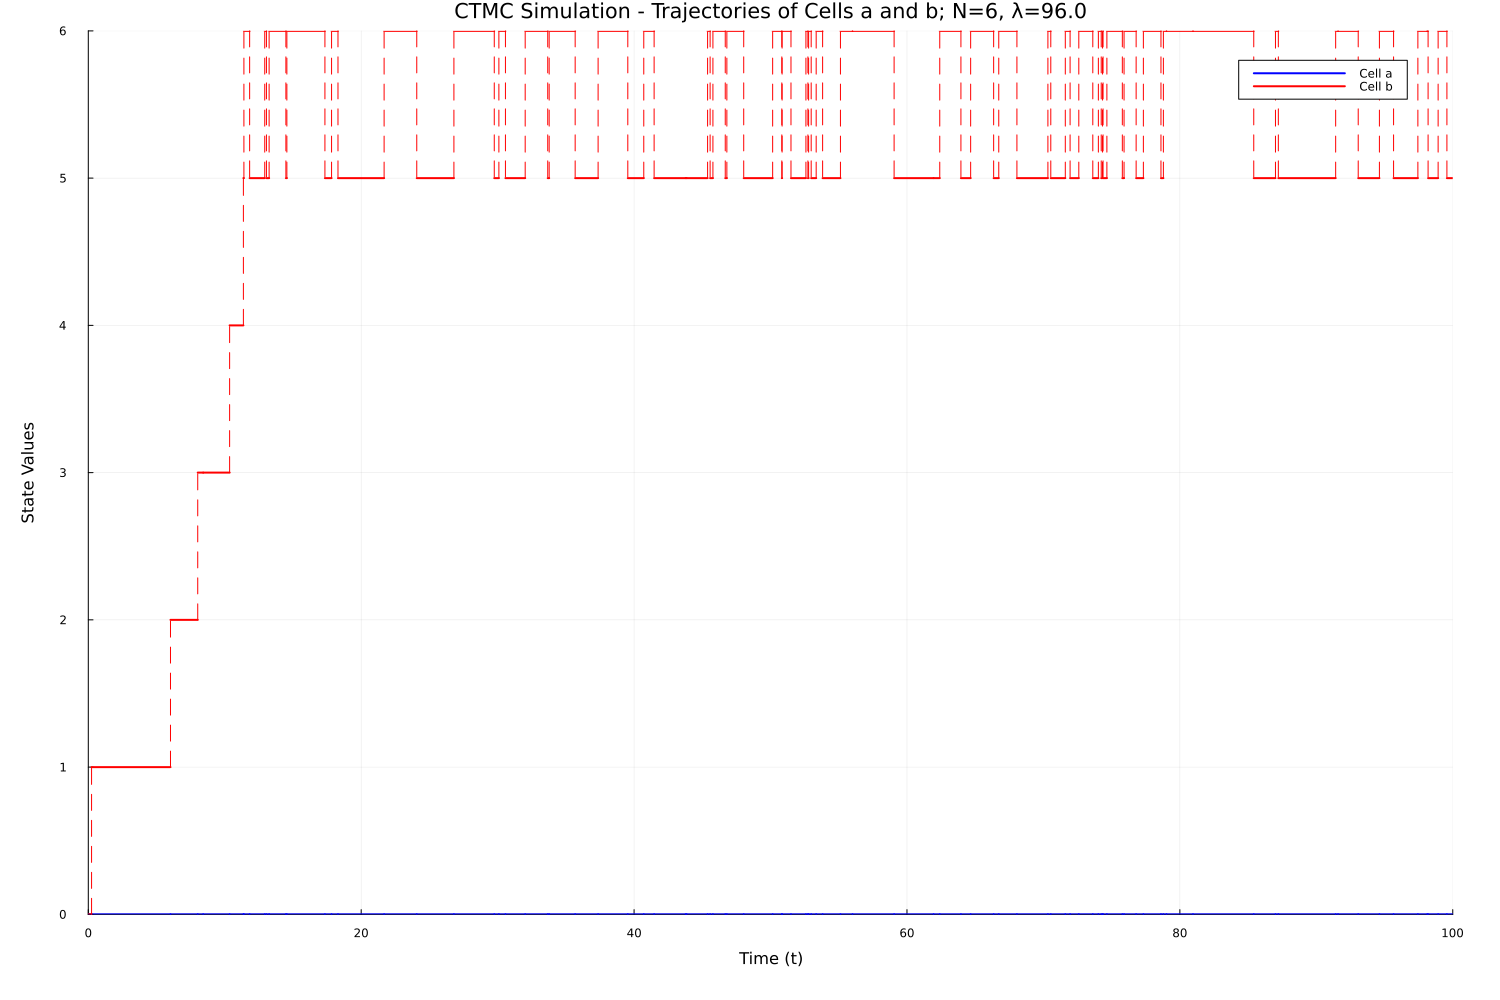 CTMC Simulation - Trajectories of Cells a and b; N=6, λ=96.0
6
Cell a
Cell b
5
4
State Values
3
2
1
0
0 20 40 60 80 100
Time (t)